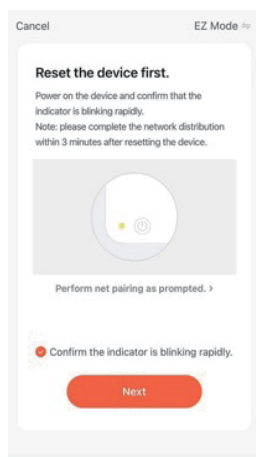 Cancel
EZ Mode
Reset the device first.
Power on the device and confirm that the
indicator is blinking rapidly.
Note: please complete the network distribution
within 3 minutes after resetting the device.
Perform net pairing as prompted. >
Confirm the indicator is blinking rapidly.
Next